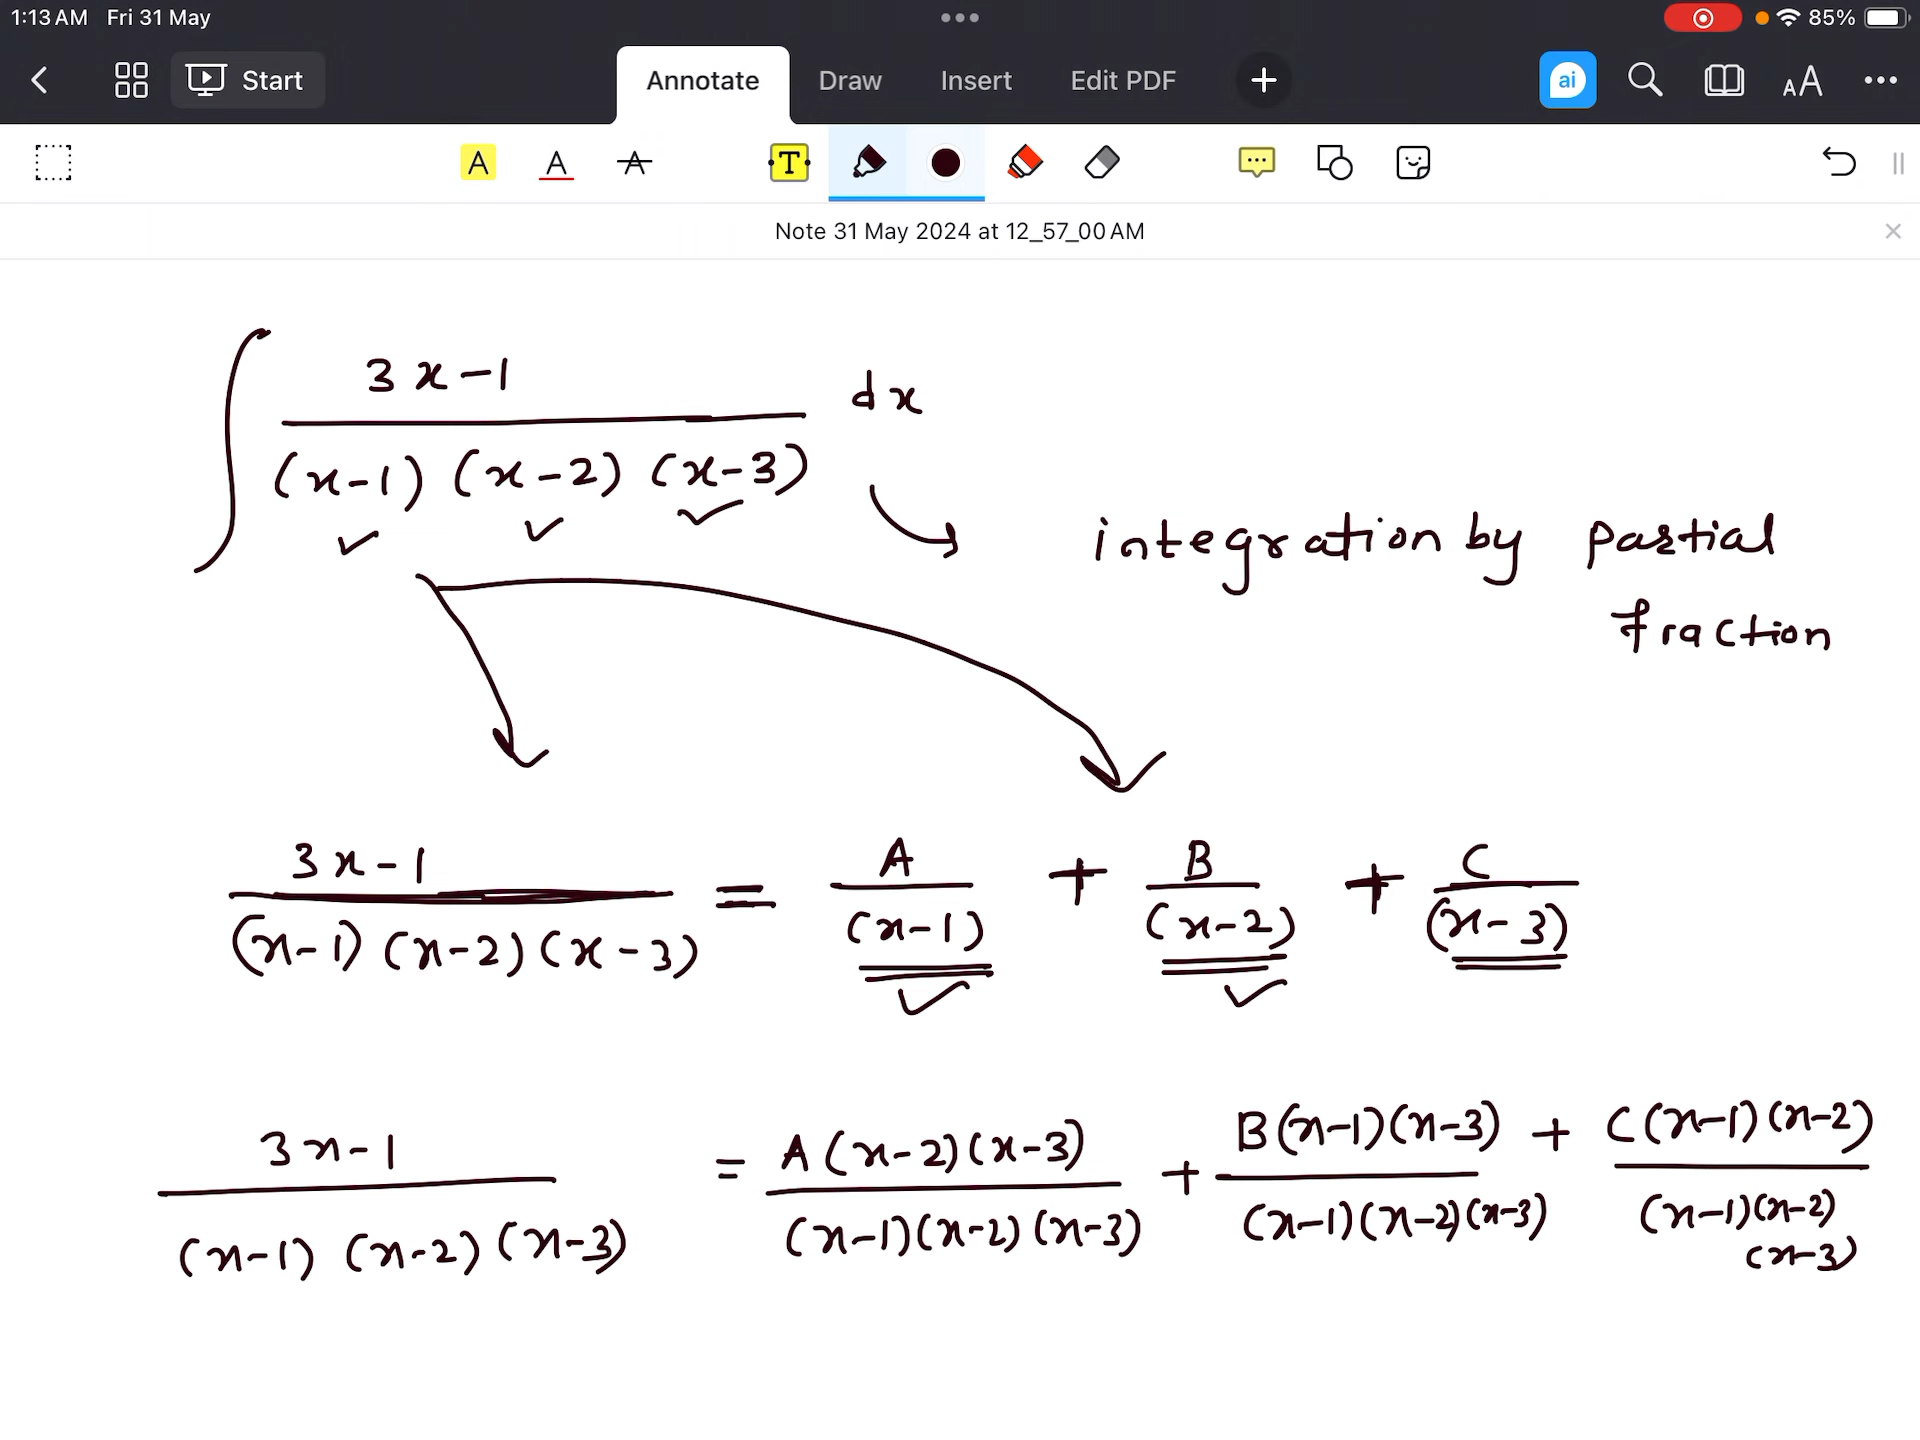 1:13 AM Fri 31 May 85%
Start Annotate Draw Insert Edit PDF + ai AA
A A A T
Note 31 May 2024 at 12_57_00 AM
∫ (3x-1)/((x-1)(x-2)(x-3)) dx
integration by partial
fraction
(3x-1)/((x-1)(x-2)(x-3)) = A/(x-1) + B/(x-2) + C/(x-3)
(3x-1)/((x-1)(x-2)(x-3)) = A(x-2)(x-3)/((x-1)(x-2)(x-3)) + B(x-1)(x-3)/((x-1)(x-2)(x-3)) + C(x-1)(x-2)/((x-1)(x-2)(x-3))